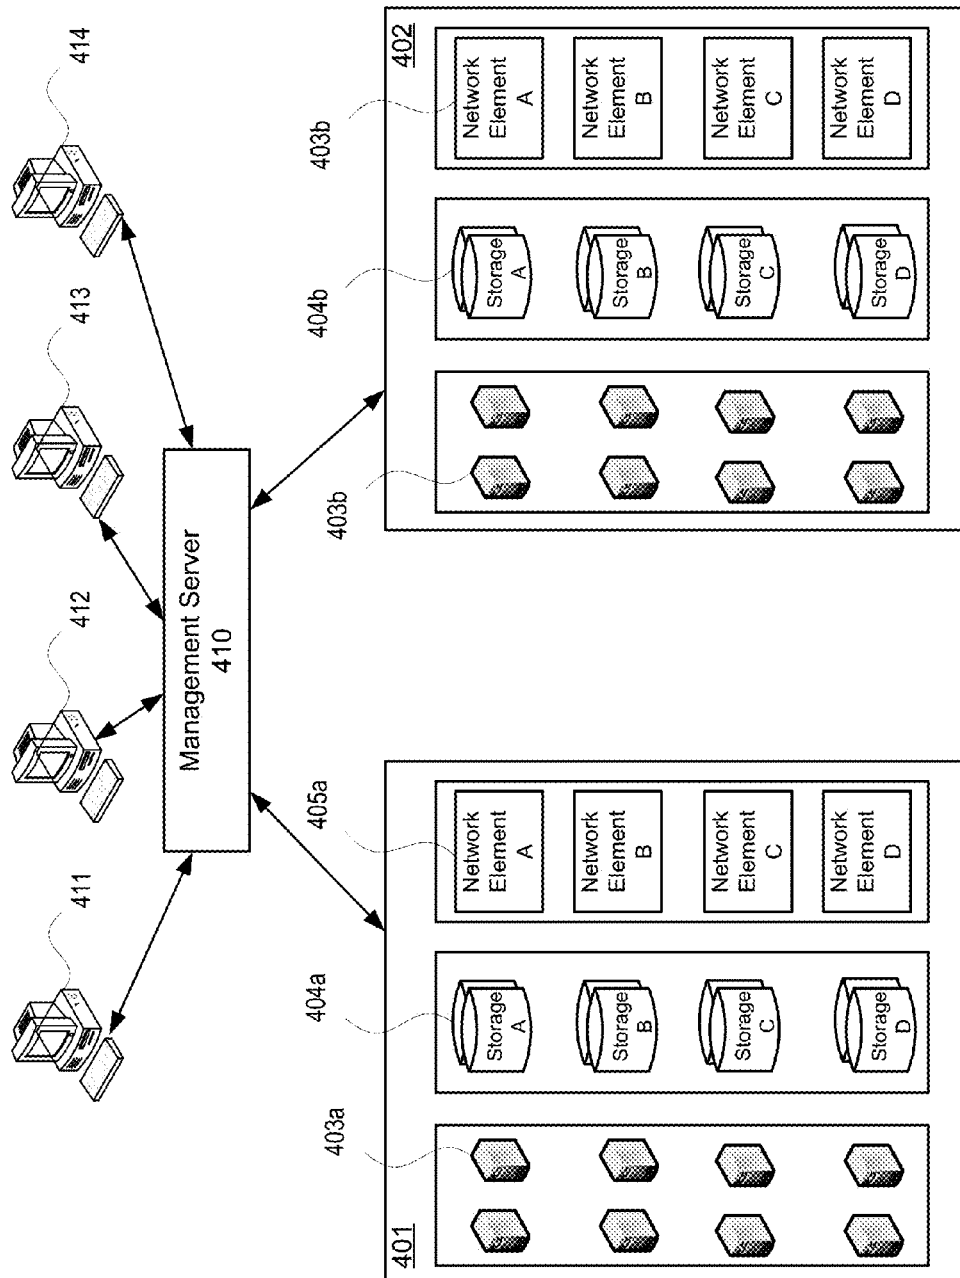 411
412
413
414
Management Server
410
403a
404a
405a
403b
404b
403b
401
402
Storage
A
Network
Element
A
Storage
A
Network
Element
A
Storage
B
Network
Element
B
Storage
B
Network
Element
B
Storage
C
Network
Element
C
Storage
C
Network
Element
C
Storage
D
Network
Element
D
Storage
D
Network
Element
D